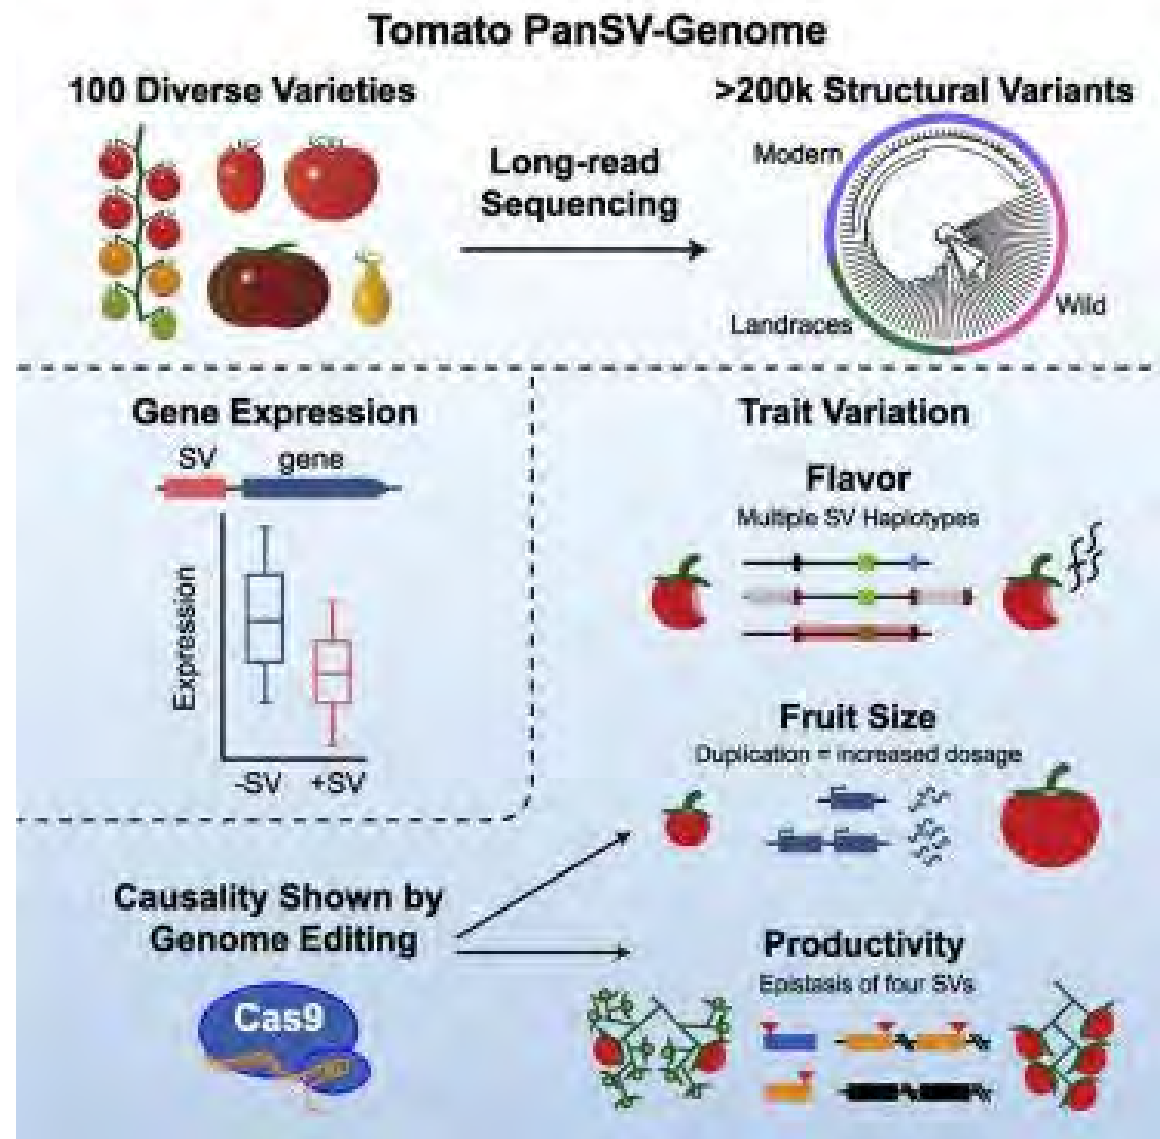 Tomato PanSV-Genome
100 Diverse Varieties
>200k Structural Variants
Long-read
Sequencing
Modern
Wild
Landraces
Gene Expression
SV gene
Expression
-SV +SV
Trait Variation
Flavor
Multiple SV Haplotypes
Fruit Size
Duplication = increased dosage
Causality Shown by
Genome Editing
Cas9
Productivity
Epistasis of four SVs